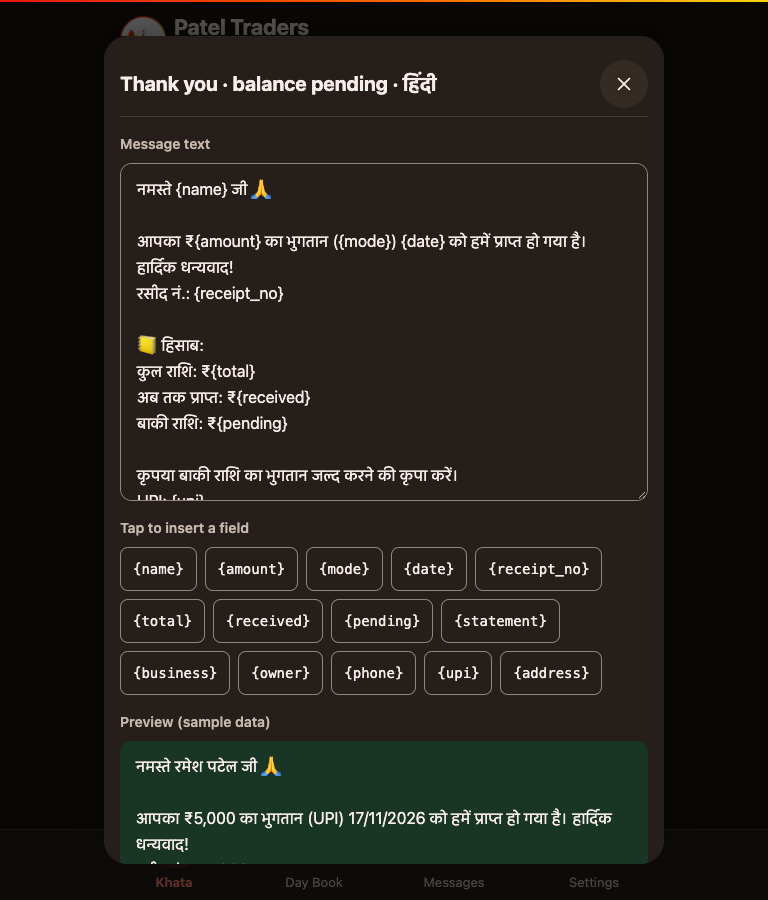 Patel Traders
Thank you · balance pending · हिंदी
Message text
नमस्ते {name} जी 🙏
आपका ₹{amount} का भुगतान ({mode}) {date} को हमें प्राप्त हो गया है।
हार्दिक धन्यवाद!
रसीद नं.: {receipt_no}
📒 हिसाब:
कुल राशि: ₹{total}
अब तक प्राप्त: ₹{received}
बाकी राशि: ₹{pending}
कृपया बाकी राशि का भुगतान जल्द करने की कृपा करें।
UPI: {upi}
Tap to insert a field
{name} {amount} {mode} {date} {receipt_no}
{total} {received} {pending} {statement}
{business} {owner} {phone} {upi} {address}
Preview (sample data)
नमस्ते रमेश पटेल जी 🙏
आपका ₹5,000 का भुगतान (UPI) 17/11/2026 को हमें प्राप्त हो गया है। हार्दिक
धन्यवाद!
Khata Day Book Messages Settings